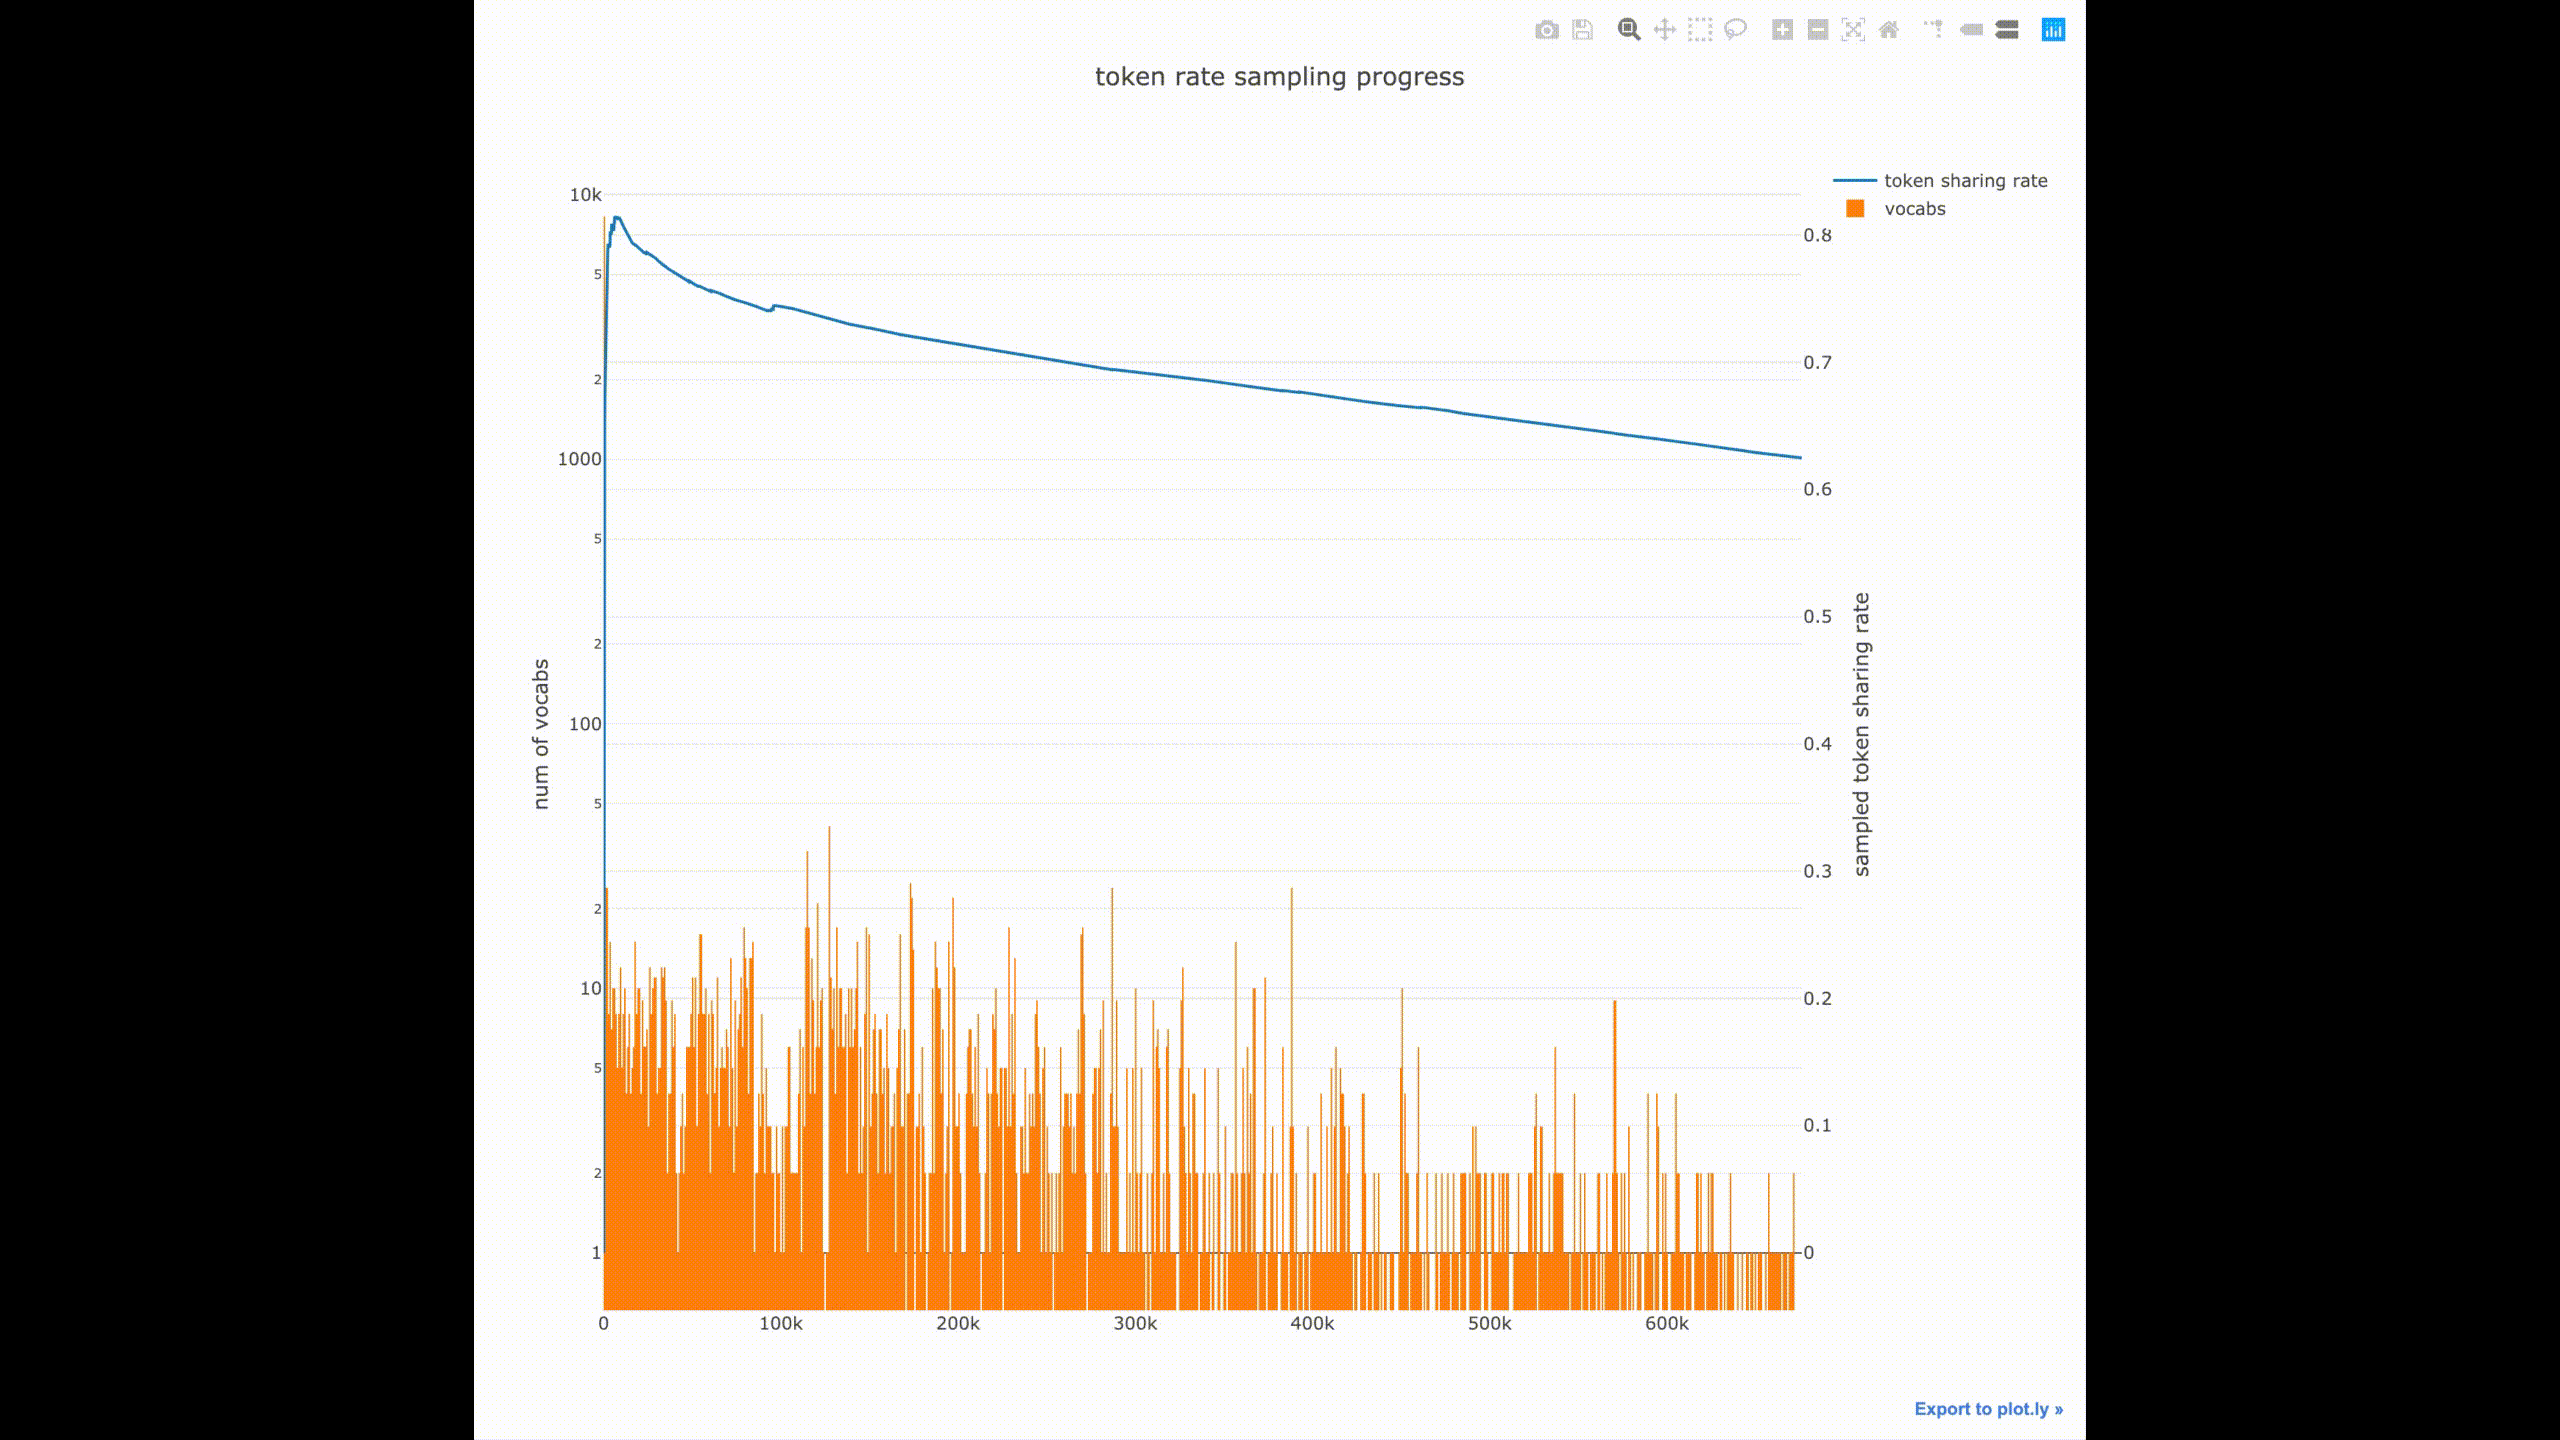 token rate sampling progress
token sharing rate
vocabs
10k
5
2
1000
5
2
100
5
2
10
5
2
1
num of vocabs
0.8
0.7
0.6
0.5
0.4
0.3
0.2
0.1
0
sampled token sharing rate
0 100k 200k 300k 400k 500k 600k
Export to plot.ly »